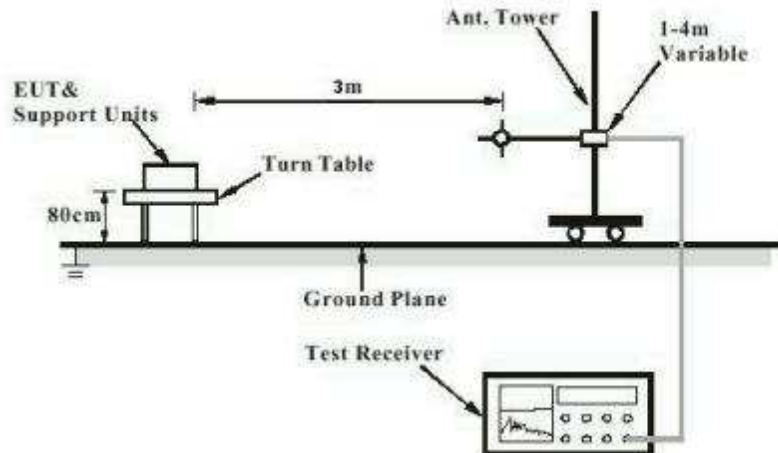 Ant. Tower
1-4m
Variable
3m
EUT&
Support Units
Turn Table
80cm
Ground Plane
Test Receiver